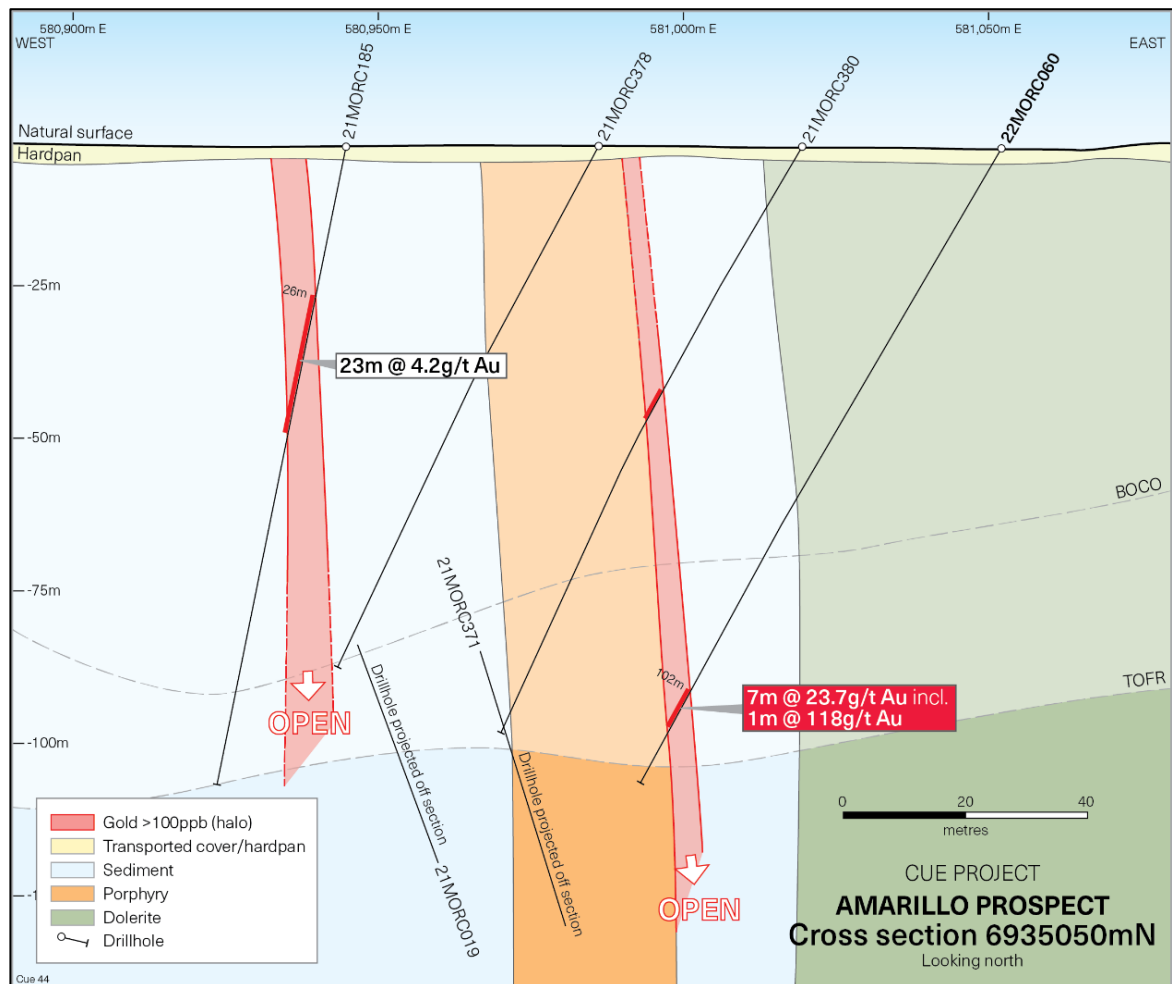 580,900m E
580,950m E
581,000m E
581,050m E
WEST
EAST
21MORC185
21MORC378
21MORC380
22MORC060
Natural surface
Hardpan
-25m
26m
23m @ 4.2g/t Au
-50m
BOCO
-75m
21MORC371
Drillhole projected off section
21MORC019
102m
7m @ 23.7g/t Au incl.
1m @ 118g/t Au
TOFR
OPEN
-100m
Drillhole projected off section
OPEN
0 20 40
metres
Gold >100ppb (halo)
Transported cover/hardpan
Sediment
Porphyry
Dolerite
Drillhole
CUE PROJECT
AMARILLO PROSPECT
Cross section 6935050mN
Looking north
Cue 44